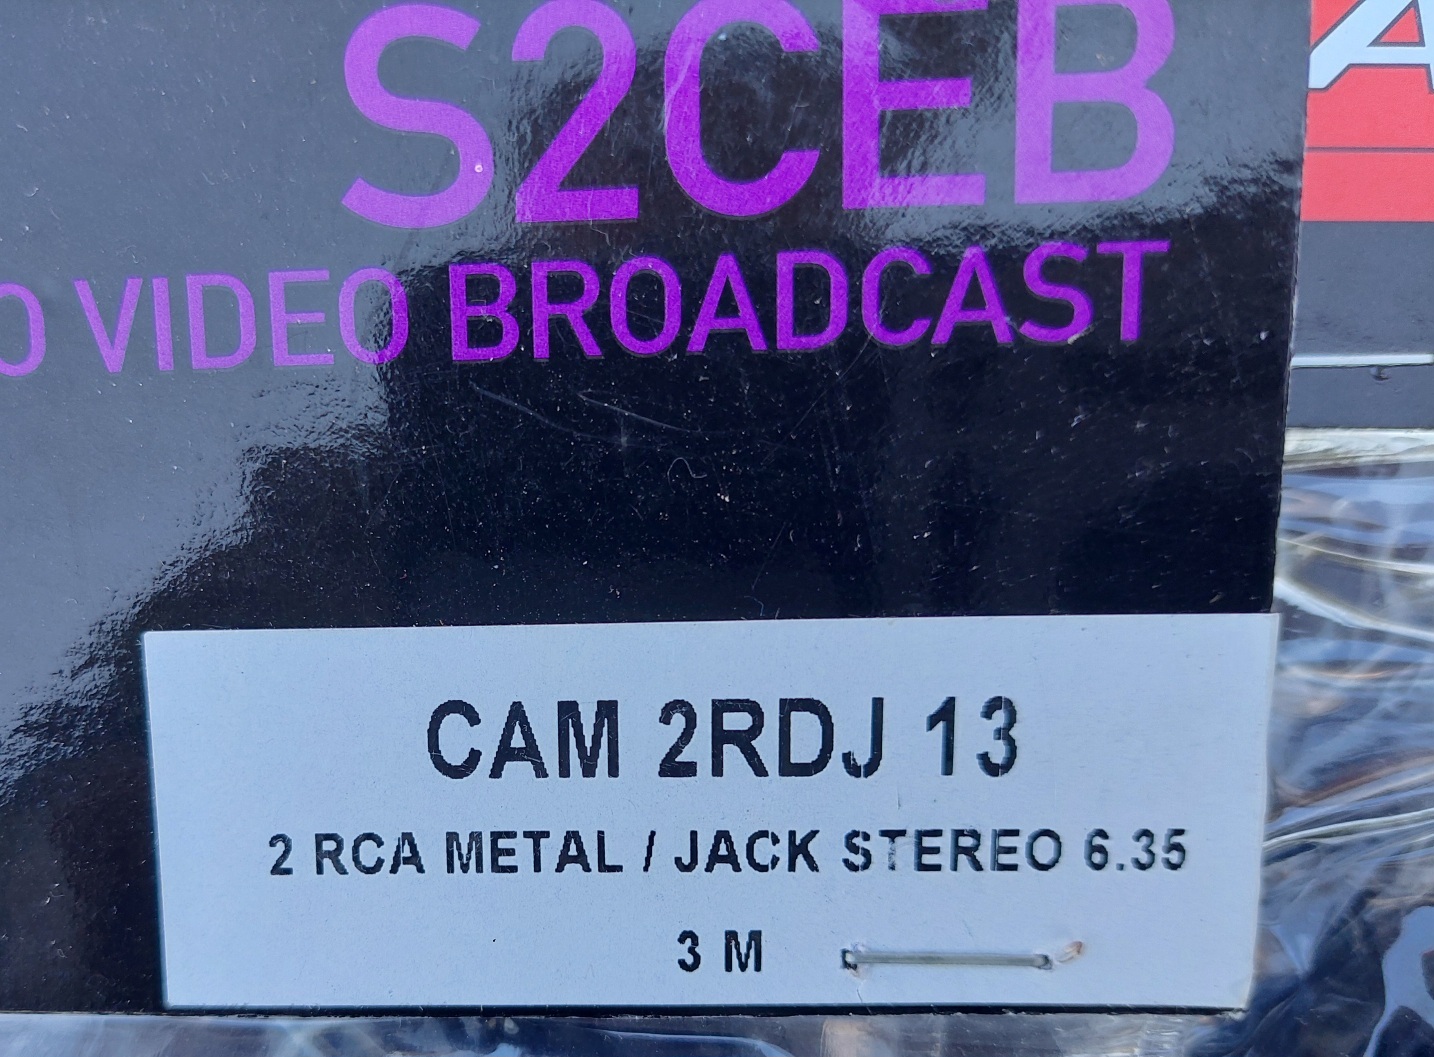 S2CEB
O VIDEO BROADCAST
CAM 2RDJ 13
2 RCA METAL / JACK STEREO 6.35
3 M